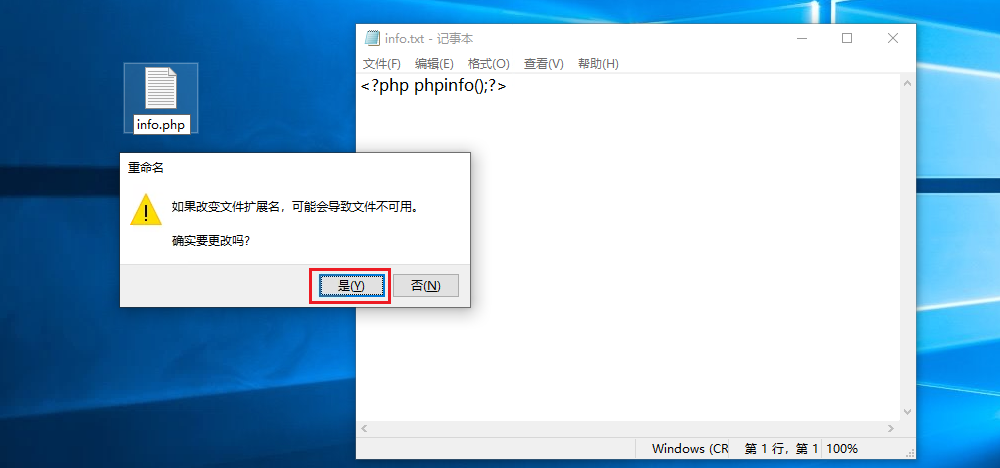 info.txt - 记事本
文件(F) 编辑(E) 格式(O) 查看(V) 帮助(H)
<?php phpinfo();?>
info.php
重命名
如果改变文件扩展名，可能会导致文件不可用。
确实要更改吗？
是(Y) 否(N)
Windows (CR 第 1 行，第 1 100%